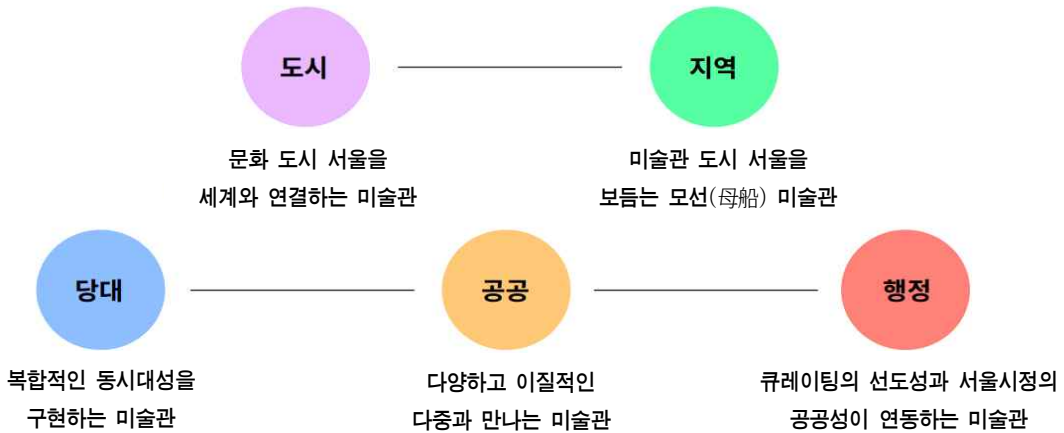 도시
지역
문화 도시 서울을
세계와 연결하는 미술관
미술관 도시 서울을
보듬는 모선(母船) 미술관
당대
공공
행정
복합적인 동시대성을
구현하는 미술관
다양하고 이질적인
다중과 만나는 미술관
큐레이팅의 선도성과 서울시정의
공공성이 연동하는 미술관